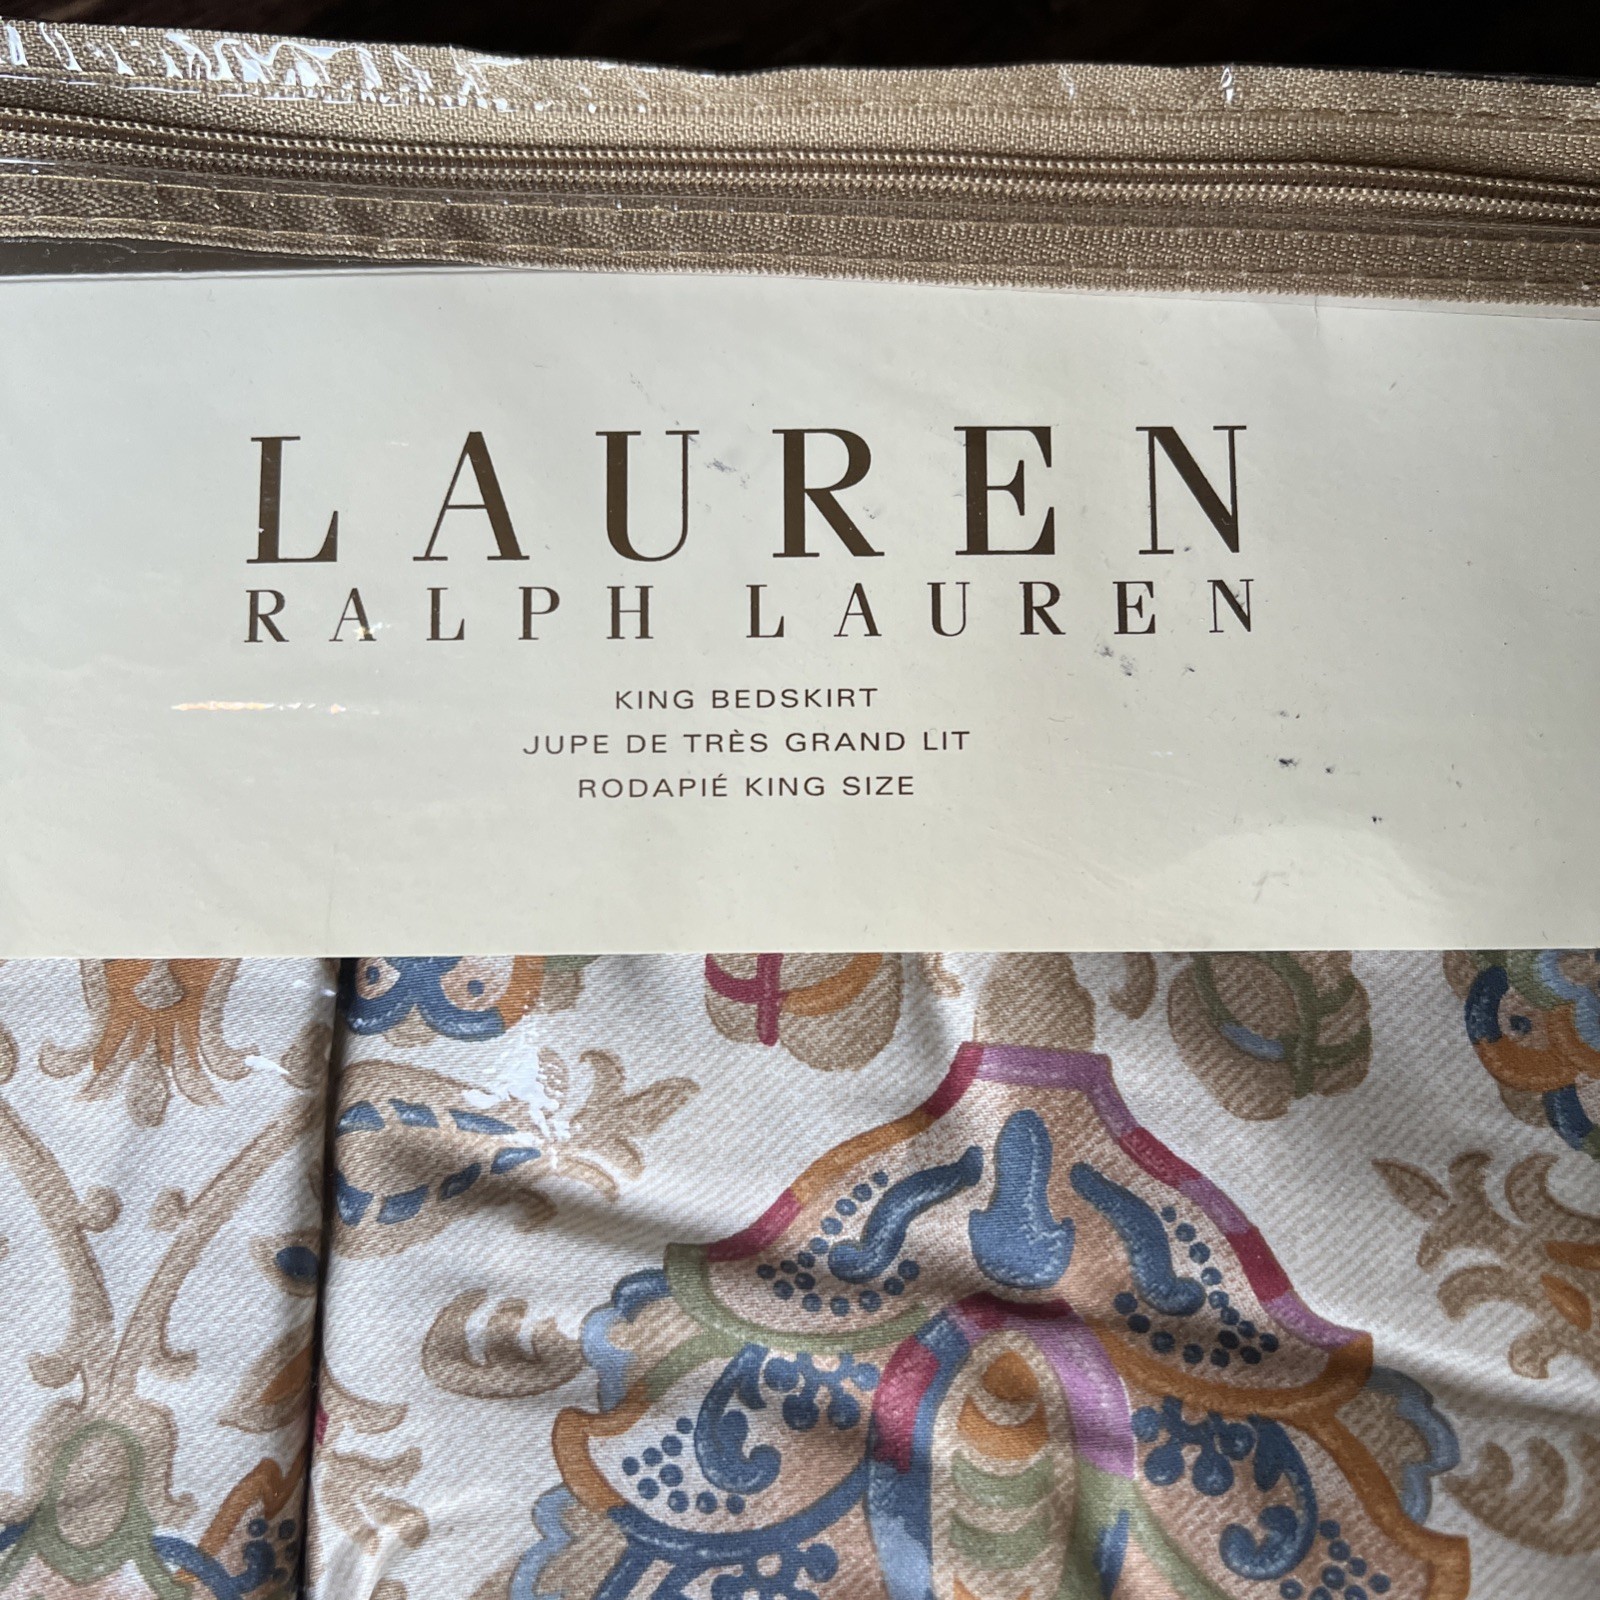 LAUREN
RALPH LAUREN
KING BEDSKIRT
JUPE DE TRÈS GRAND LIT
RODAPIÉ KING SIZE